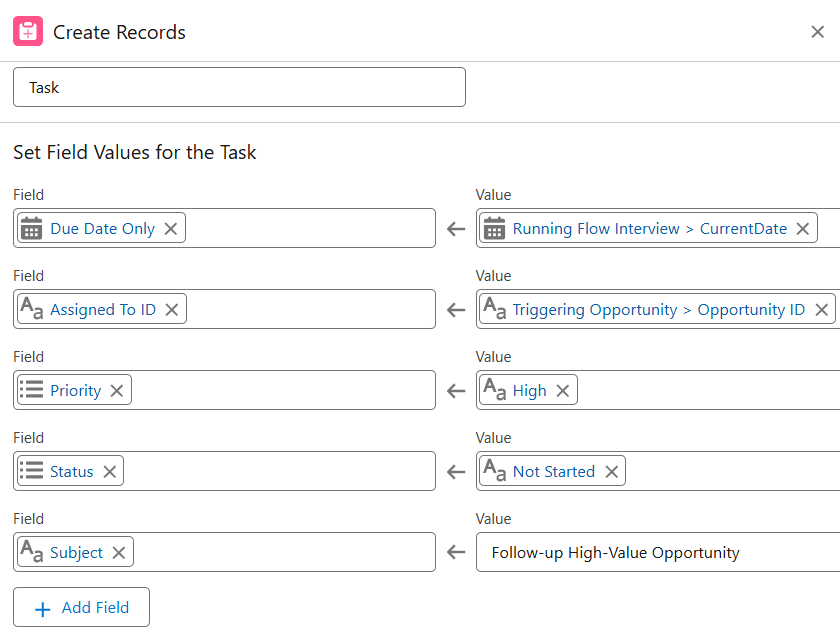 Create Records
Task
Set Field Values for the Task
Field Value
Due Date Only Running Flow Interview > CurrentDate
Field Value
Assigned To ID Triggering Opportunity > Opportunity ID
Field Value
Priority High
Field Value
Status Not Started
Field Value
Subject Follow-up High-Value Opportunity
Add Field